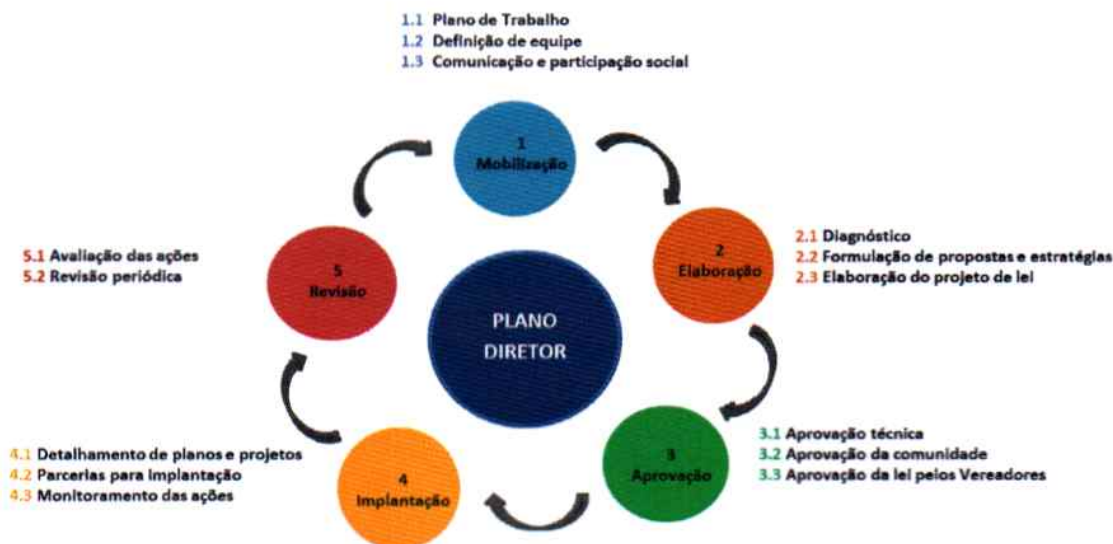 1.1 Plano de Trabalho
1.2 Definição de equipe
1.3 Comunicação e participação social
1
Mobilização
2
Elaboração
2.1 Diagnóstico
2.2 Formulação de propostas e estratégias
2.3 Elaboração do projeto de lei
5.1 Avaliação das ações
5.2 Revisão periódica
5
Revisão
PLANO
DIRETOR
3
Aprovação
3.1 Aprovação técnica
3.2 Aprovação da comunidade
3.3 Aprovação da lei pelos Vereadores
4.1 Detalhamento de planos e projetos
4.2 Parcerias para Implantação
4.3 Monitoramento das ações
4
Implantação